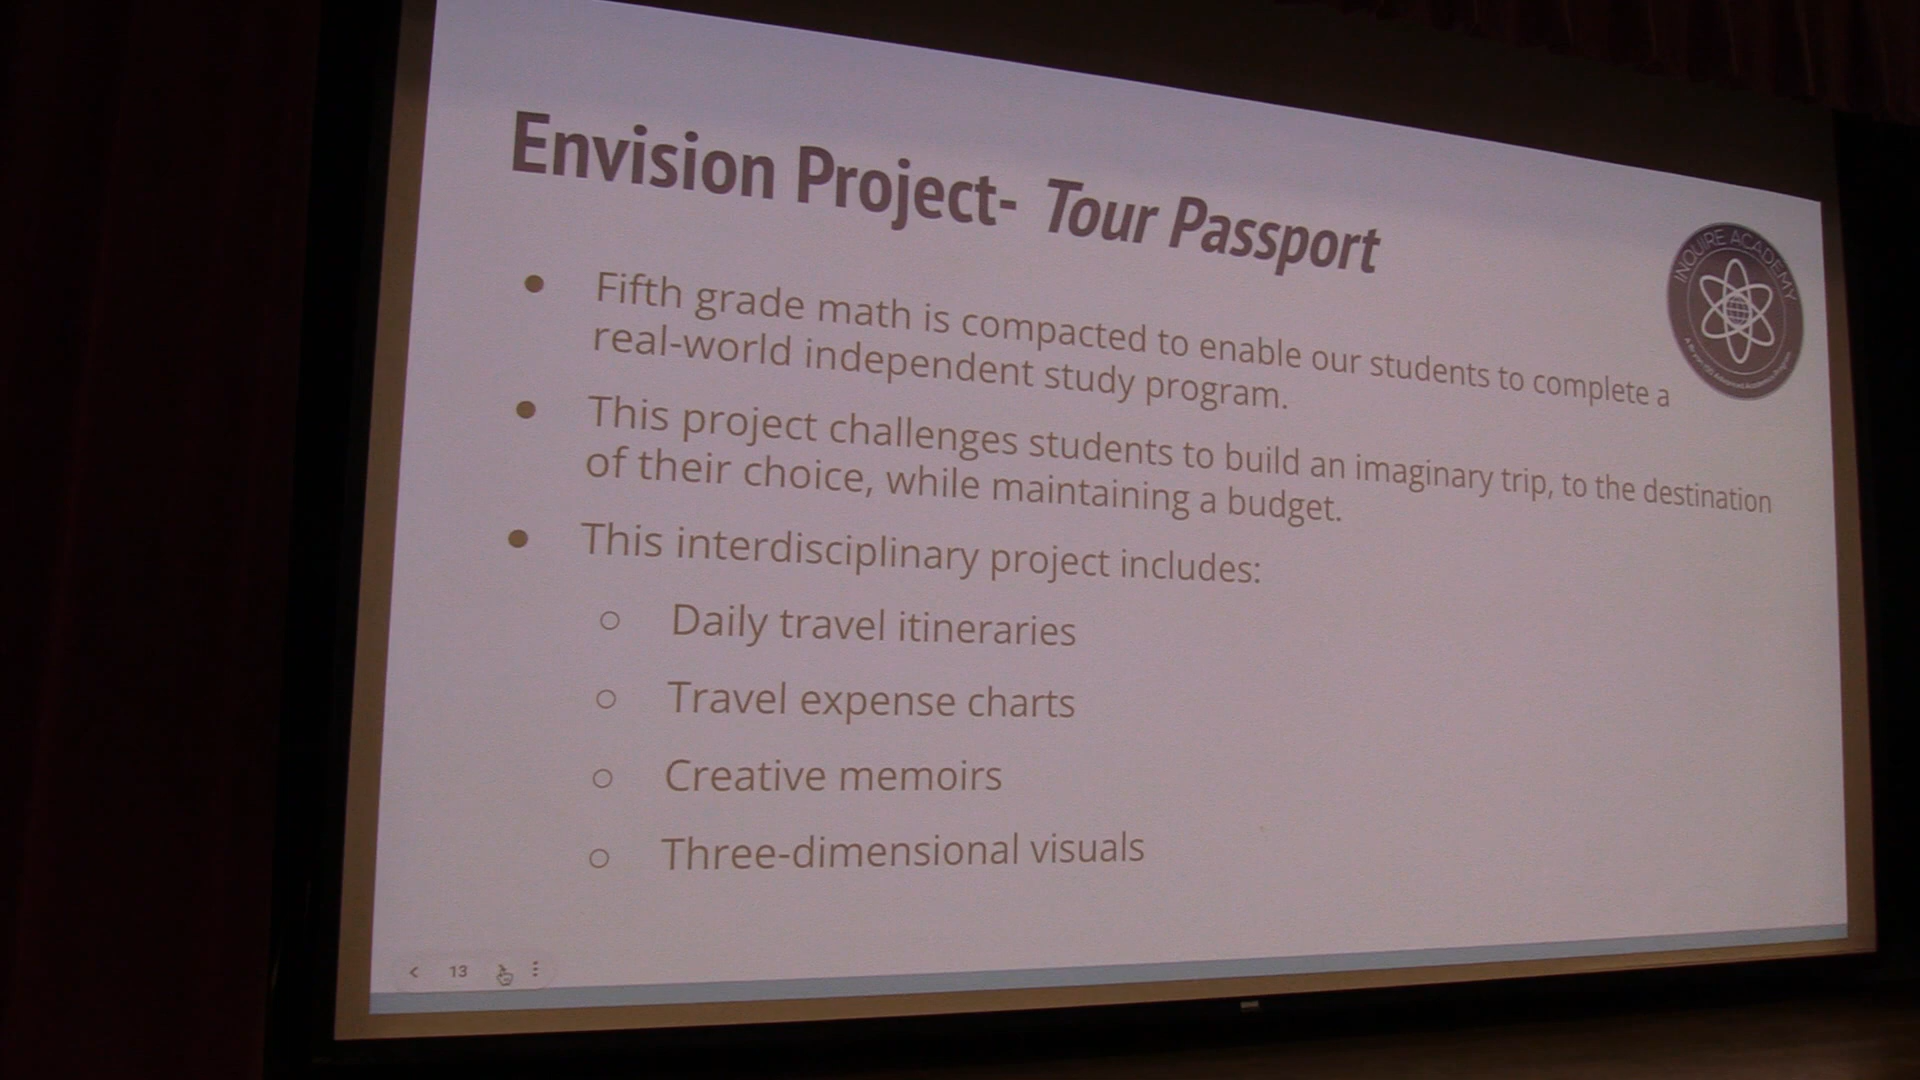 Envision Project- Tour Passport
INQUIRE ACADEMY
● Fifth grade math is compacted to enable our students to complete a
real-world independent study program.
● This project challenges students to build an imaginary trip, to the destination
of their choice, while maintaining a budget.
● This interdisciplinary project includes:
○ Daily travel itineraries
○ Travel expense charts
○ Creative memoirs
○ Three-dimensional visuals
13